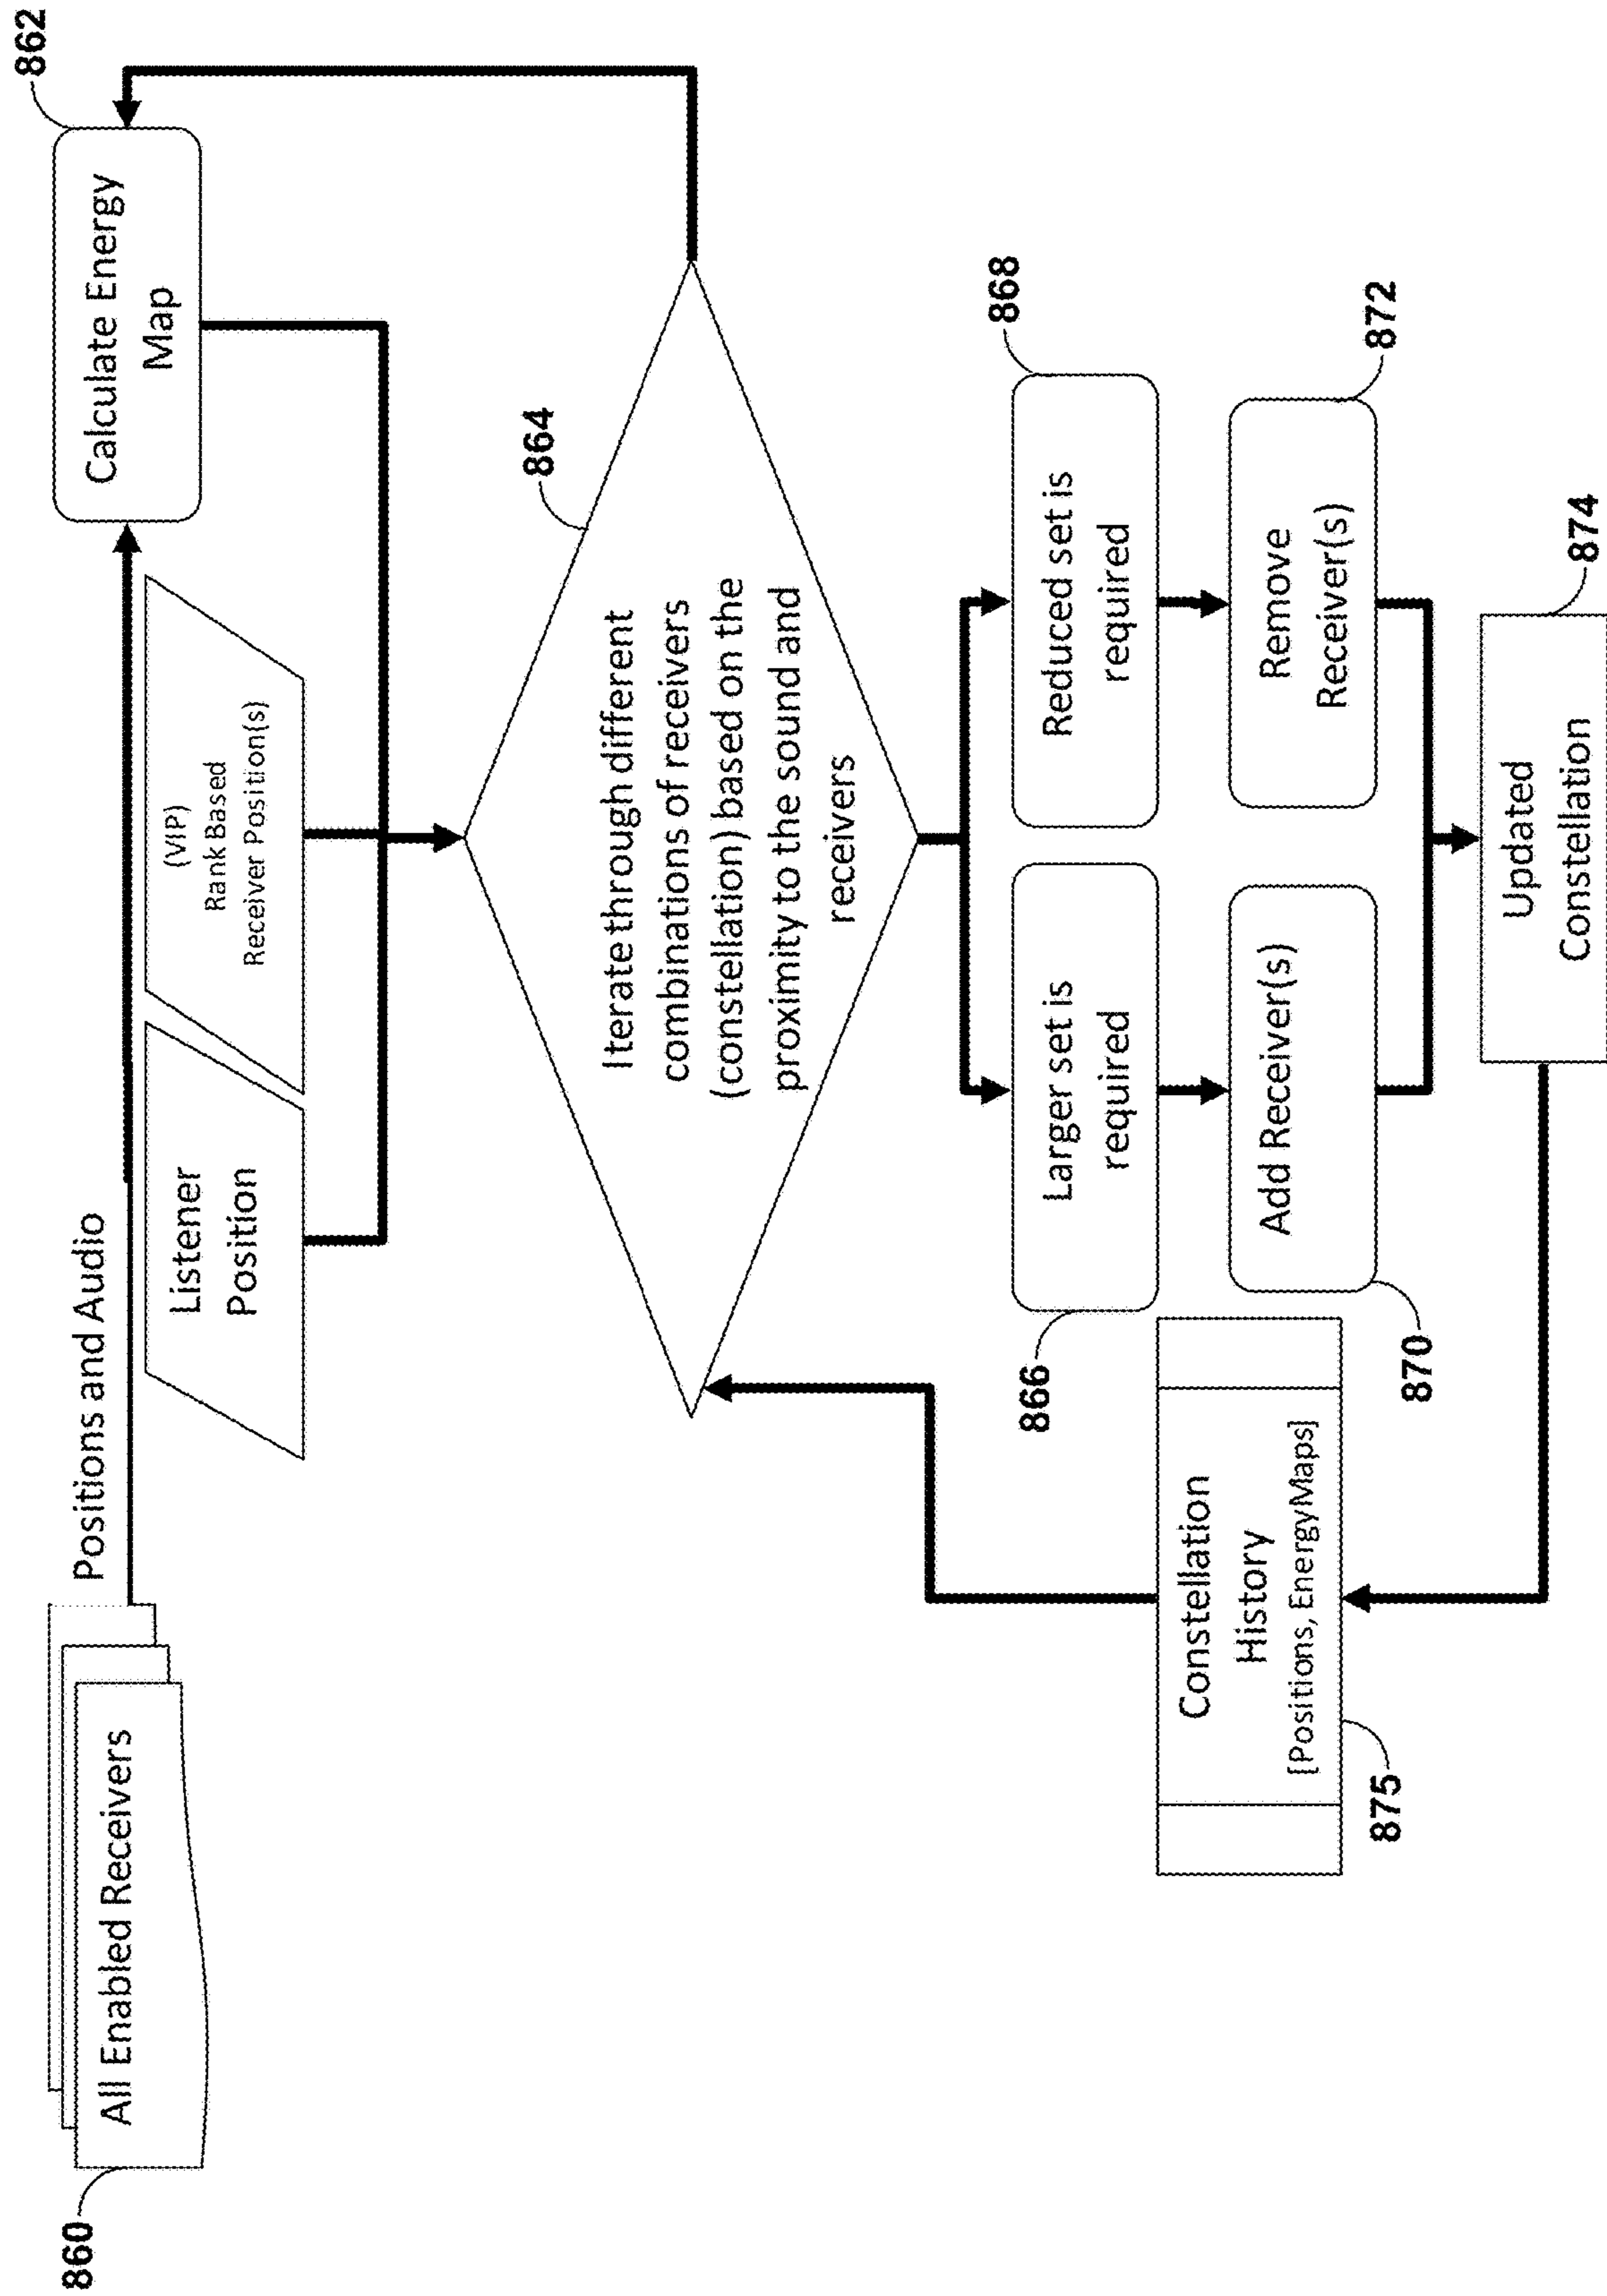 860
All Enabled Receivers
Positions and Audio
862
Calculate Energy
Map
Listener
Position
(VIP)
Rank Based
Receiver Position(s)
864
Iterate through different
combinations of receivers
(constellation) based on the
proximity to the sound and
receivers
866
Larger set is
required
868
Reduced set is
required
870
Add Receiver(s)
872
Remove
Receiver(s)
874
Updated
Constellation
Constellation
History
[Positions, EnergyMaps]
875